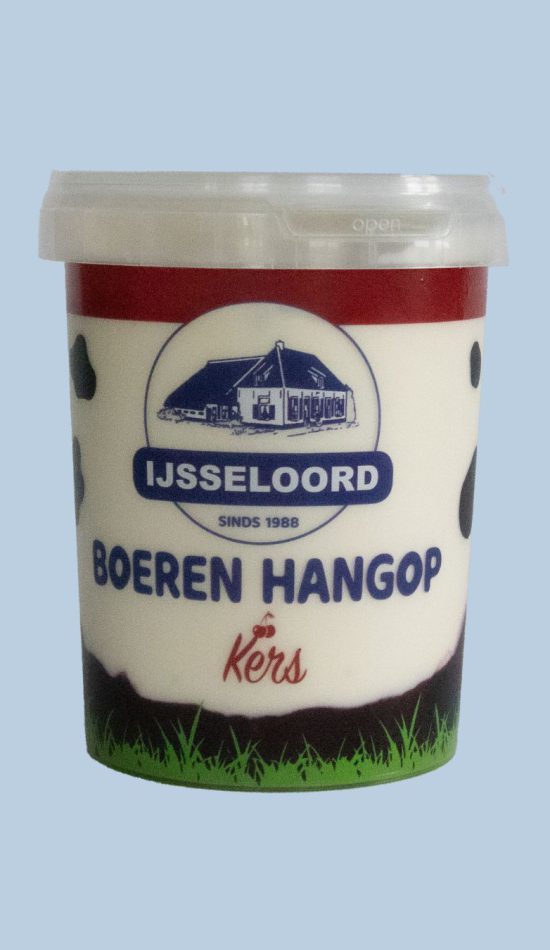 open
IJSSELOORD
SINDS 1988
BOEREN HANGOP
Kers